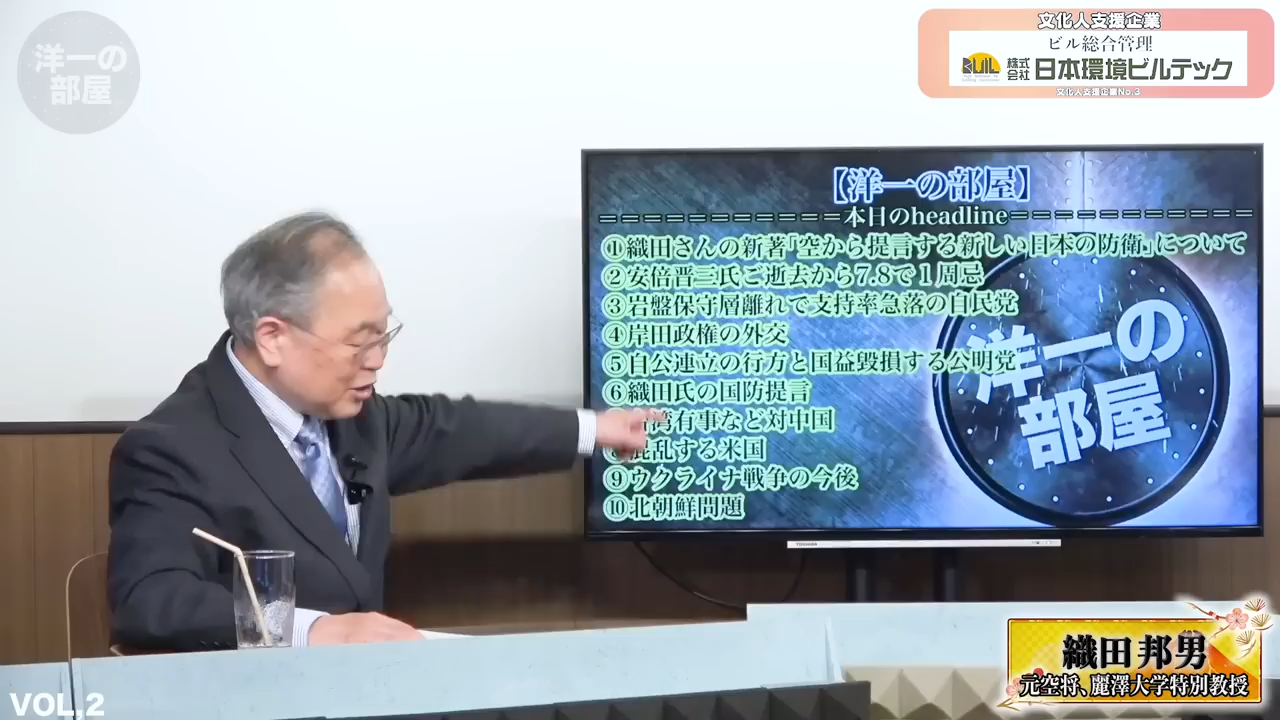 洋一の
部屋
文化人支援企業
ビル総合管理
BUIL
株式
会社
日本環境ビルテック
文化人支援企業No.3
【洋一の部屋】
===========本日のheadline===========
①織田さんの新著「空から提言する新しい日本の防衛」について
②安倍晋三氏ご逝去から7.8で1周忌
③岩盤保守層離れで支持率急落の自民党
④岸田政権の外交
⑤自公連立の行方と国益毀損する公明党
⑥織田氏の国防提言
湾有事など対中国
混乱する米国
⑨ウクライナ戦争の今後
⑩北朝鮮問題
洋一の
部屋
TOSHIBA
織田邦男
元空将、麗澤大学特別教授
VOL,2